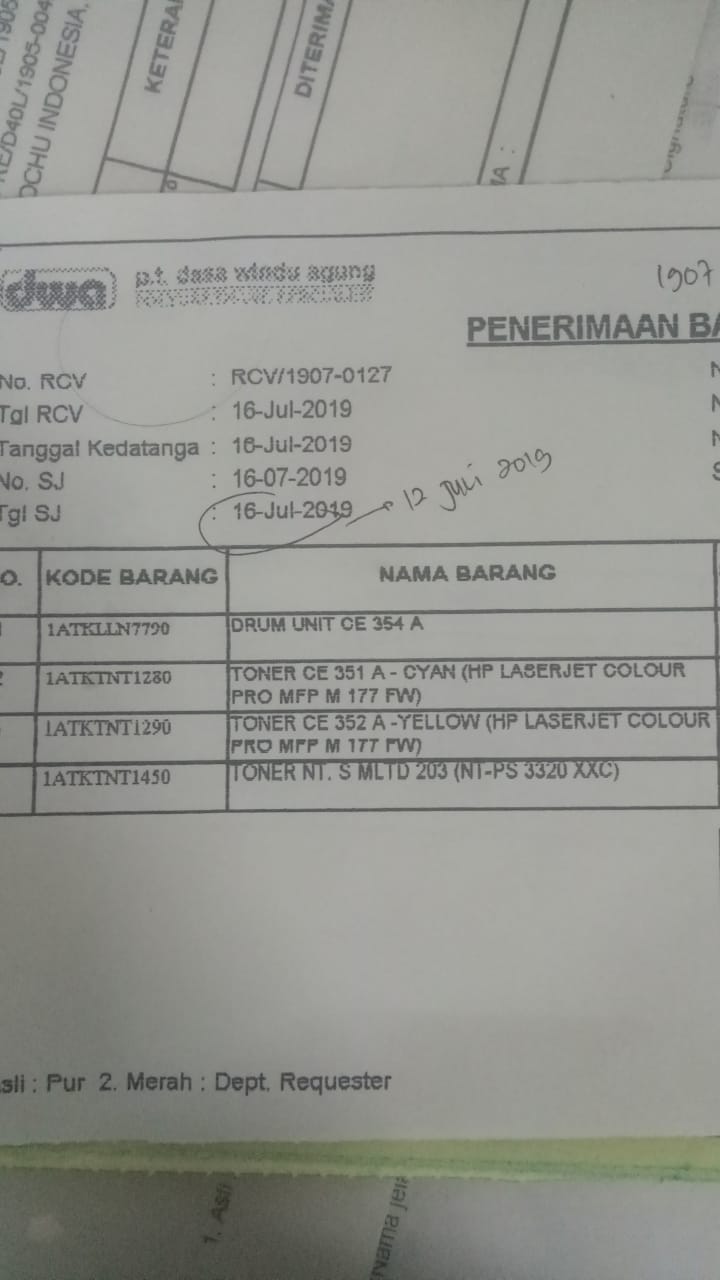 KE/D40L/1905-004
OCHU INDONESIA,
KETERA
DITERIMA
IA :
dwa
p.t. dasa windu agung
1907
PENERIMAAN BA
No. RCV : RCV/1907-0127
Tgl RCV : 16-Jul-2019
Tanggal Kedatanga : 16-Jul-2019
No. SJ : 16-07-2019
Tgl SJ : 16-Jul-2019
12 Juli 2019
O. KODE BARANG NAMA BARANG
1ATKLLN7790 DRUM UNIT CE 354 A
1ATKTNT1280 TONER CE 351 A - CYAN (HP LASERJET COLOUR
PRO MFP M 177 FW)
1ATKTNT1290 TONER CE 352 A -YELLOW (HP LASERJET COLOUR
PRO MFP M 177 FW)
1ATKTNT1450 TONER NT. S MLTD 203 (NT-PS 3320 XXC)
sli : Pur 2. Merah : Dept. Requester
1. Asli
Nama jela